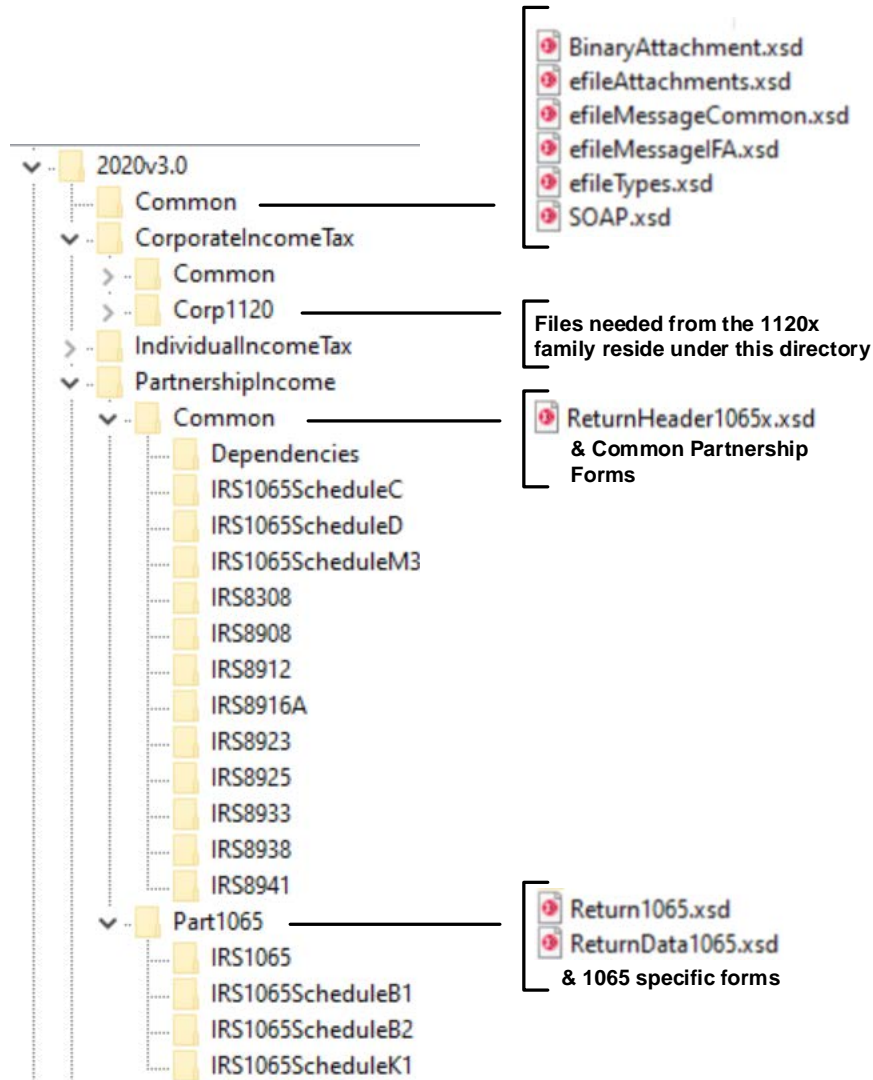 BinaryAttachment.xsd
efileAttachments.xsd
efileMessageCommon.xsd
efileMessageIFA.xsd
efileTypes.xsd
SOAP.xsd
2020v3.0
Common
CorporateIncomeTax
Common
Corp1120
Files needed from the 1120x
family reside under this directory
IndividualIncomeTax
PartnershipIncome
Common
ReturnHeader1065x.xsd
& Common Partnership
Forms
Dependencies
IRS1065ScheduleC
IRS1065ScheduleD
IRS1065ScheduleM3
IRS8308
IRS8908
IRS8912
IRS8916A
IRS8923
IRS8925
IRS8933
IRS8938
IRS8941
Part1065
Return1065.xsd
ReturnData1065.xsd
& 1065 specific forms
IRS1065
IRS1065ScheduleB1
IRS1065ScheduleB2
IRS1065ScheduleK1